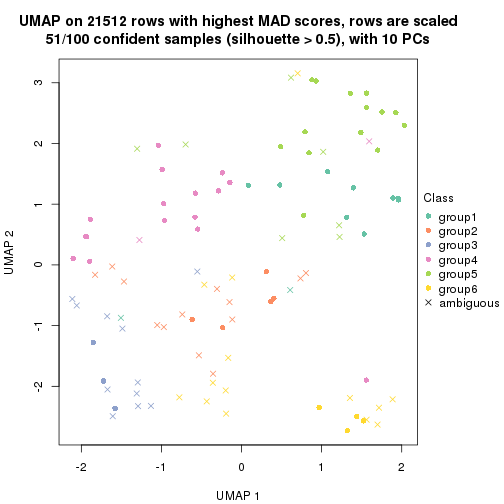 UMAP on 21512 rows with highest MAD scores, rows are scaled
51/100 confident samples (silhouette > 0.5), with 10 PCs
3
2
1
0
-1
-2
UMAP 2
-2
-1
0
1
2
UMAP 1
Class
group1
group2
group3
group4
group5
group6
ambiguous